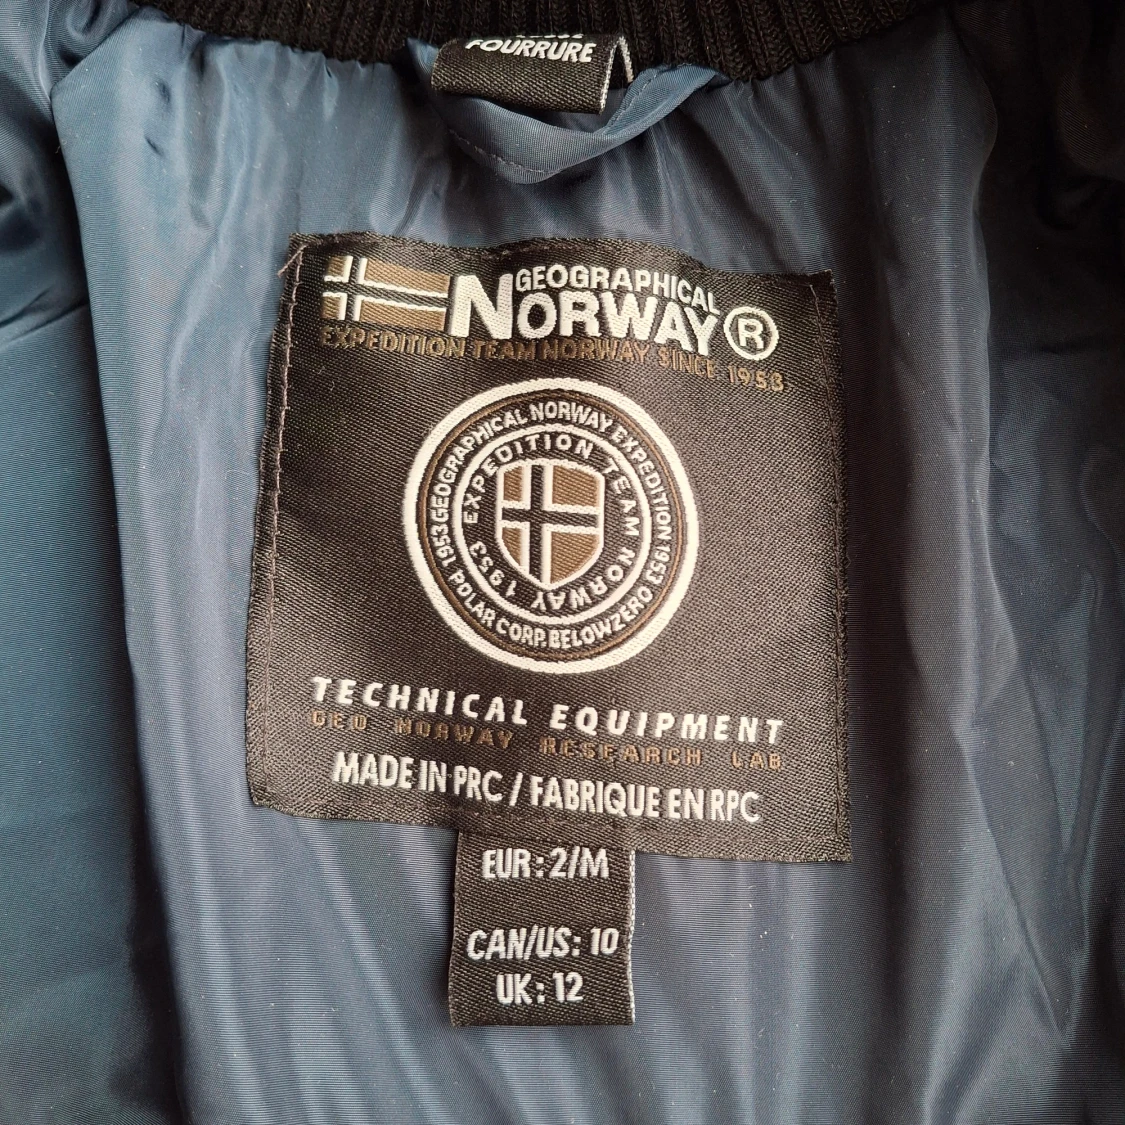 FOURRURE
GEOGRAPHICAL
NORWAY®
EXPEDITION TEAM NORWAY SINCE 1953
GEOGRAPHICAL NORWAY EXPEDITION 1953
POLAR CORP. BELOWZERO
1953
EXPEDITION TEAM NORWAY 1953
TECHNICAL EQUIPMENT
GEO NORWAY RESEARCH LAB
MADE IN PRC / FABRIQUE EN RPC
EUR: 2/M
CAN/US: 10
UK: 12